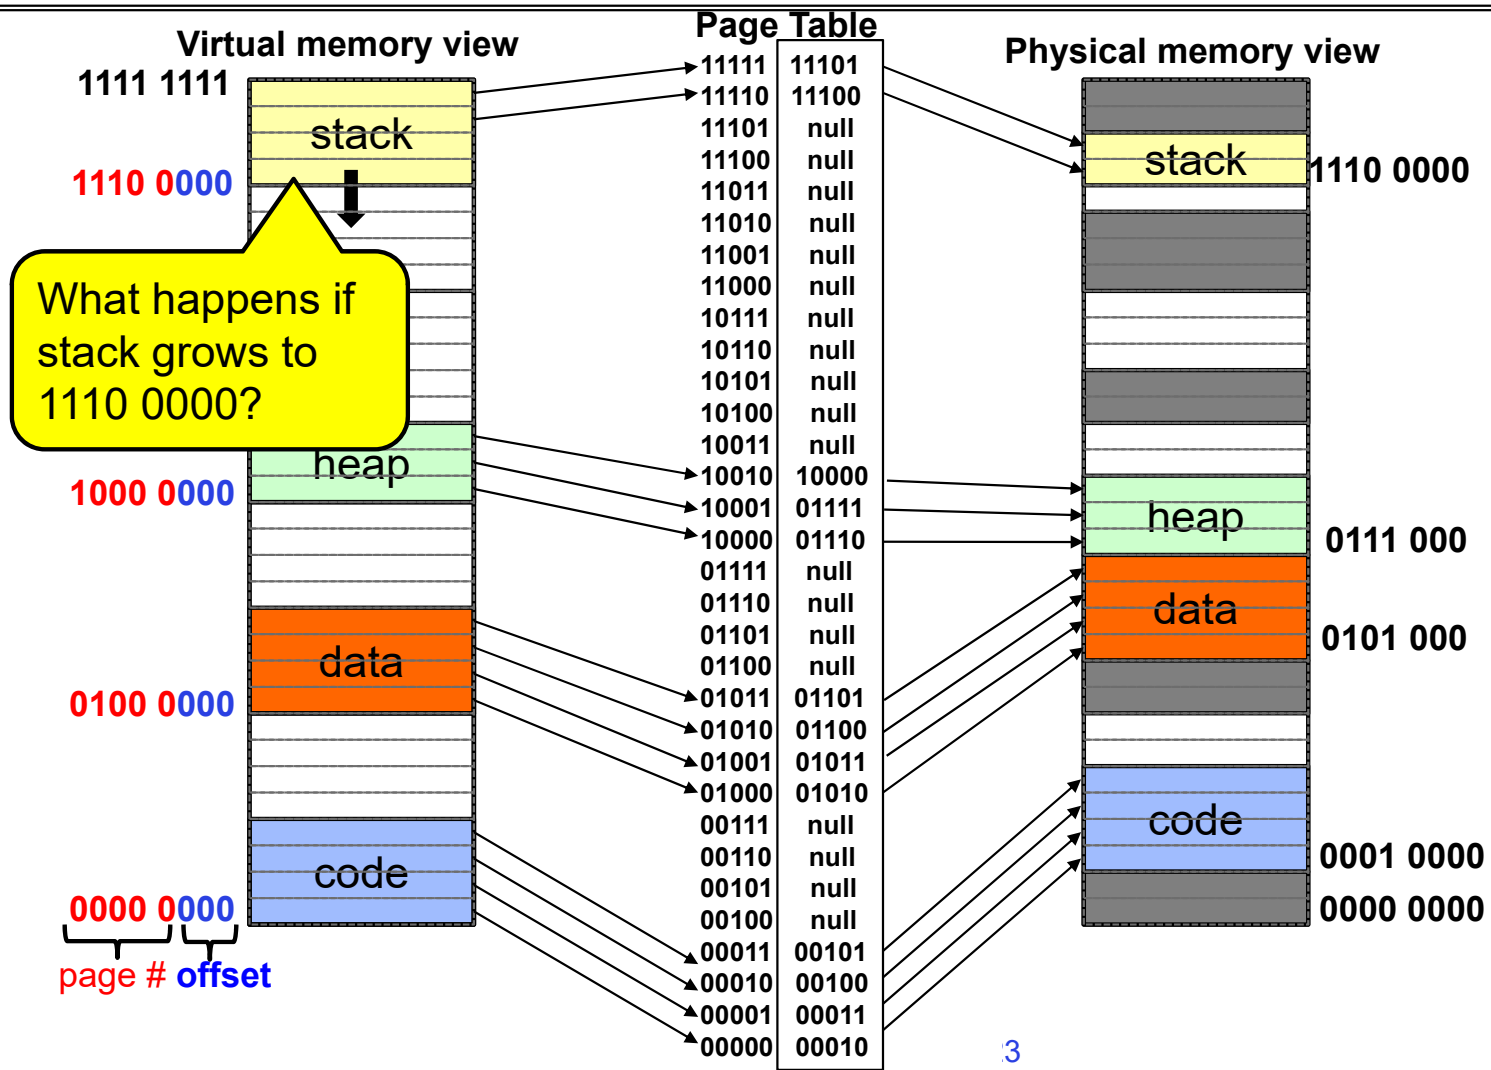 Page Table
Virtual memory view
Physical memory view
1111 1111
stack
1110 0000
What happens if
stack grows to
1110 0000?
heap
1000 0000
data
0100 0000
code
0000 0000
page # offset
11111 11101
11110 11100
11101 null
11100 null
11011 null
11010 null
11001 null
11000 null
10111 null
10110 null
10101 null
10100 null
10011 null
10010 10000
10001 01111
10000 01110
01111 null
01110 null
01101 null
01100 null
01011 01101
01010 01100
01001 01011
01000 01010
00111 null
00110 null
00101 null
00100 null
00011 00101
00010 00100
00001 00011
00000 00010
stack
1110 0000
heap
0111 000
data
0101 000
code
0001 0000
0000 0000